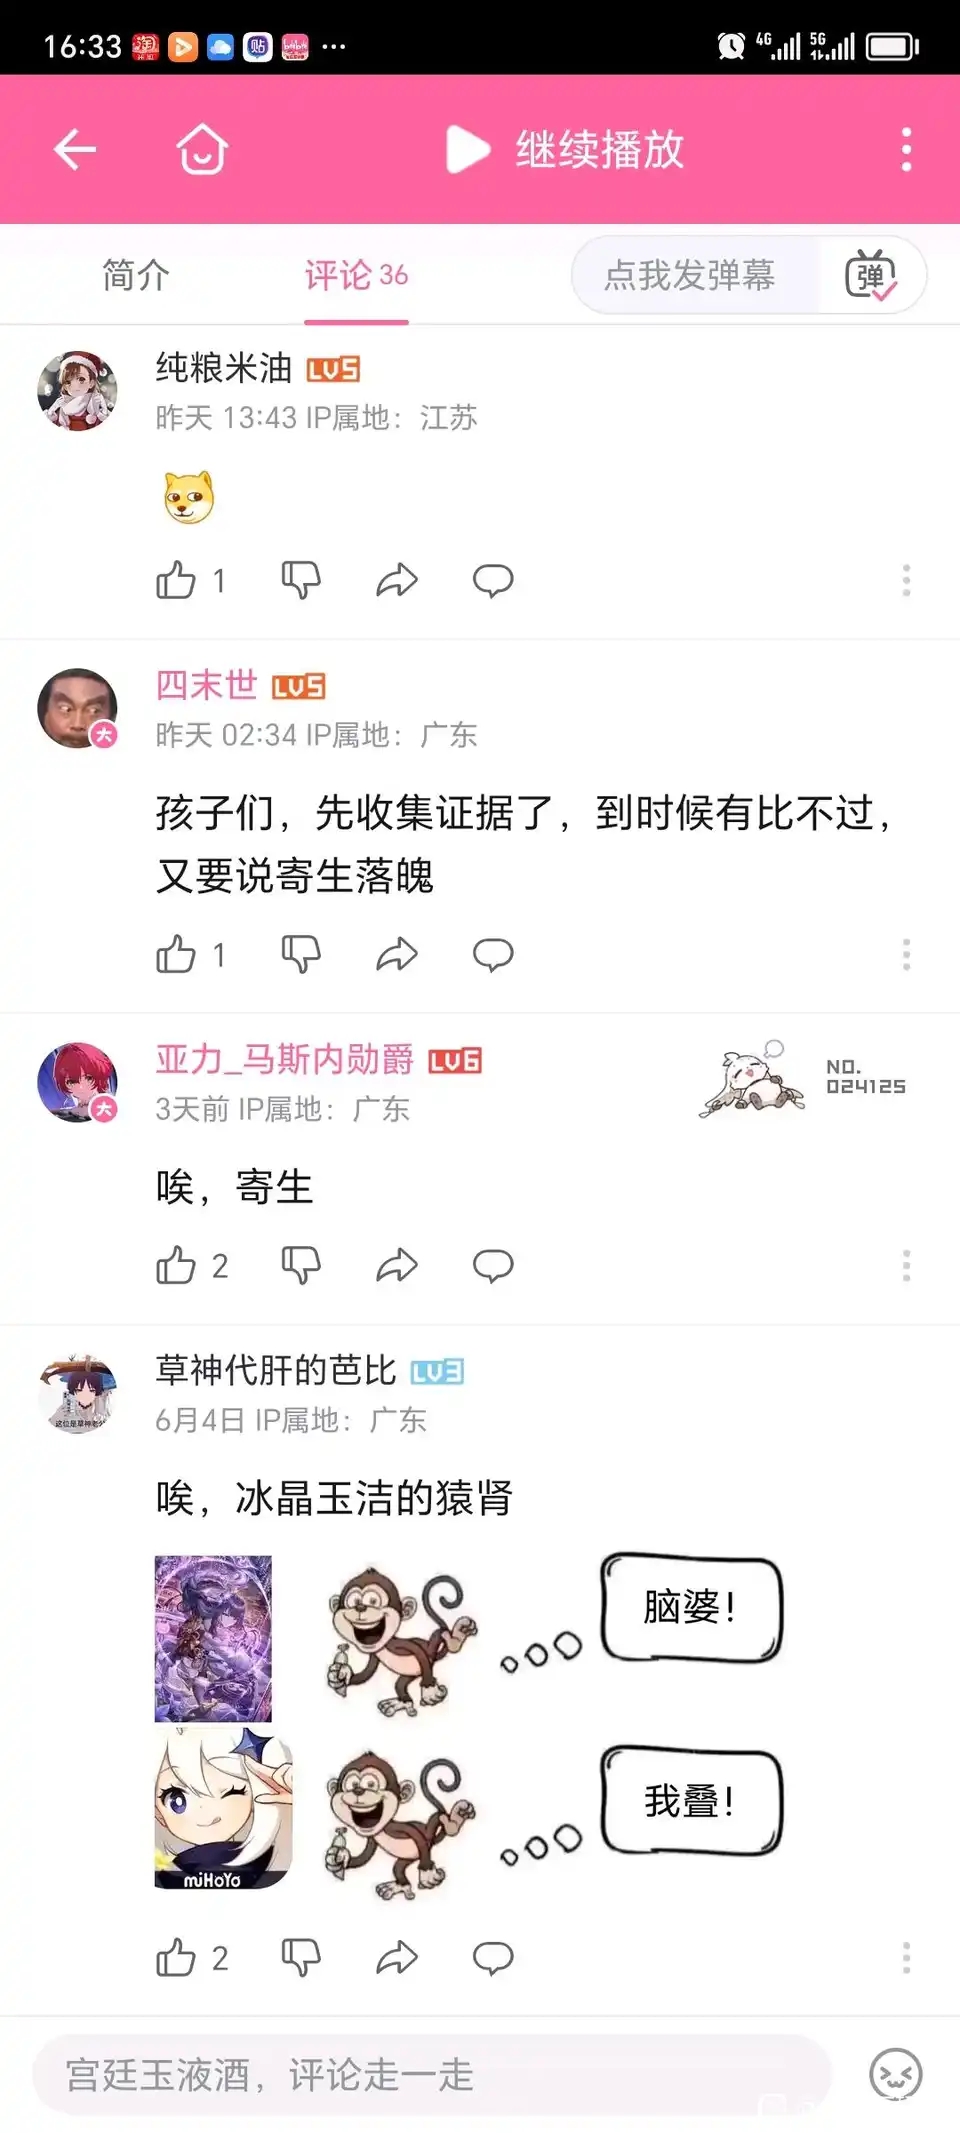 16:33
4G
5G
继续播放
简介
评论 36
点我发弹幕
弹
纯粮米油 LV5
昨天 13:43 IP属地：江苏
1
四末世 LV5
大
昨天 02:34 IP属地：广东
孩子们，先收集证据了，到时候有比不过，
又要说寄生落魄
1
亚力_马斯内勋爵 LV6
大
NO.
024125
3天前 IP属地：广东
唉，寄生
2
草神代肝的芭比 LV3
6月4日 IP属地：广东
唉，冰晶玉洁的猿肾
脑婆！
我叠！
miHoYo
2
宫廷玉液酒，评论走一走